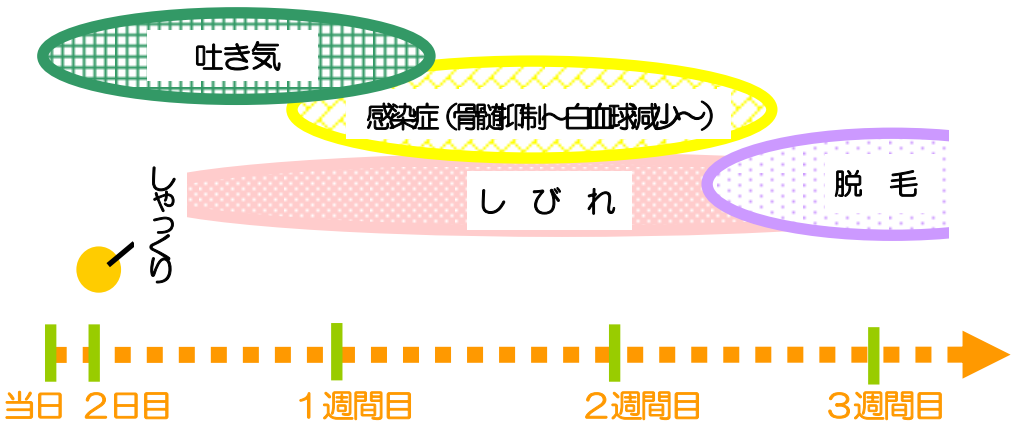 吐き気
感染症（骨髄抑制～白血球減少～）
しゃっくり
しびれ
脱毛
当日
２日目
１週間目
２週間目
３週間目